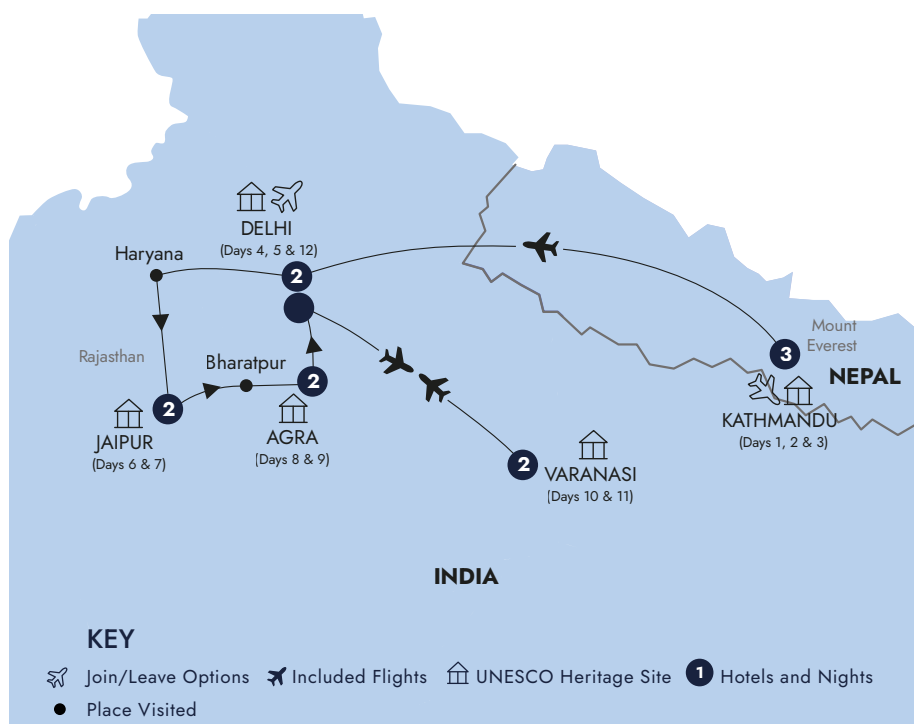 DELHI
(Days 4, 5 & 12)
Haryana
2
Mount
Everest
Rajasthan
Bharatpur
3
NEPAL
2
2
JAIPUR
(Days 6 & 7)
AGRA
(Days 8 & 9)
KATHMANDU
(Days 1, 2 & 3)
2
VARANASI
(Days 10 & 11)
INDIA
KEY
Join/Leave Options
Included Flights
UNESCO Heritage Site
1
Hotels and Nights
Place Visited